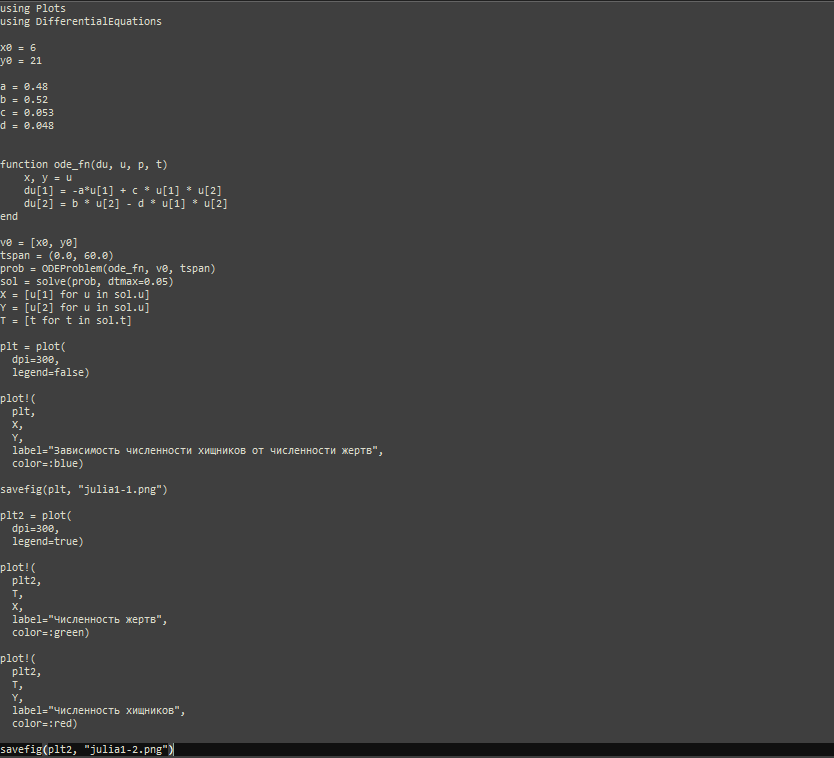 using Plots
using DifferentialEquations
x0 = 6
y0 = 21
a = 0.48
b = 0.52
c = 0.053
d = 0.048
function ode_fn(du, u, p, t)
    x, y = u
    du[1] = -a*u[1] + c * u[1] * u[2]
    du[2] = b * u[2] - d * u[1] * u[2]
end
v0 = [x0, y0]
tspan = (0.0, 60.0)
prob = ODEProblem(ode_fn, v0, tspan)
sol = solve(prob, dtmax=0.05)
X = [u[1] for u in sol.u]
Y = [u[2] for u in sol.u]
T = [t for t in sol.t]
plt = plot(
  dpi=300,
  legend=false)
plot!(
  plt,
  X,
  Y,
  label="Зависимость численности хищников от численности жертв",
  color=:blue)
savefig(plt, "julia1-1.png")
plt2 = plot(
  dpi=300,
  legend=true)
plot!(
  plt2,
  T,
  X,
  label="Численность жертв",
  color=:green)
plot!(
  plt2,
  T,
  Y,
  label="Численность хищников",
  color=:red)
savefig(plt2, "julia1-2.png")